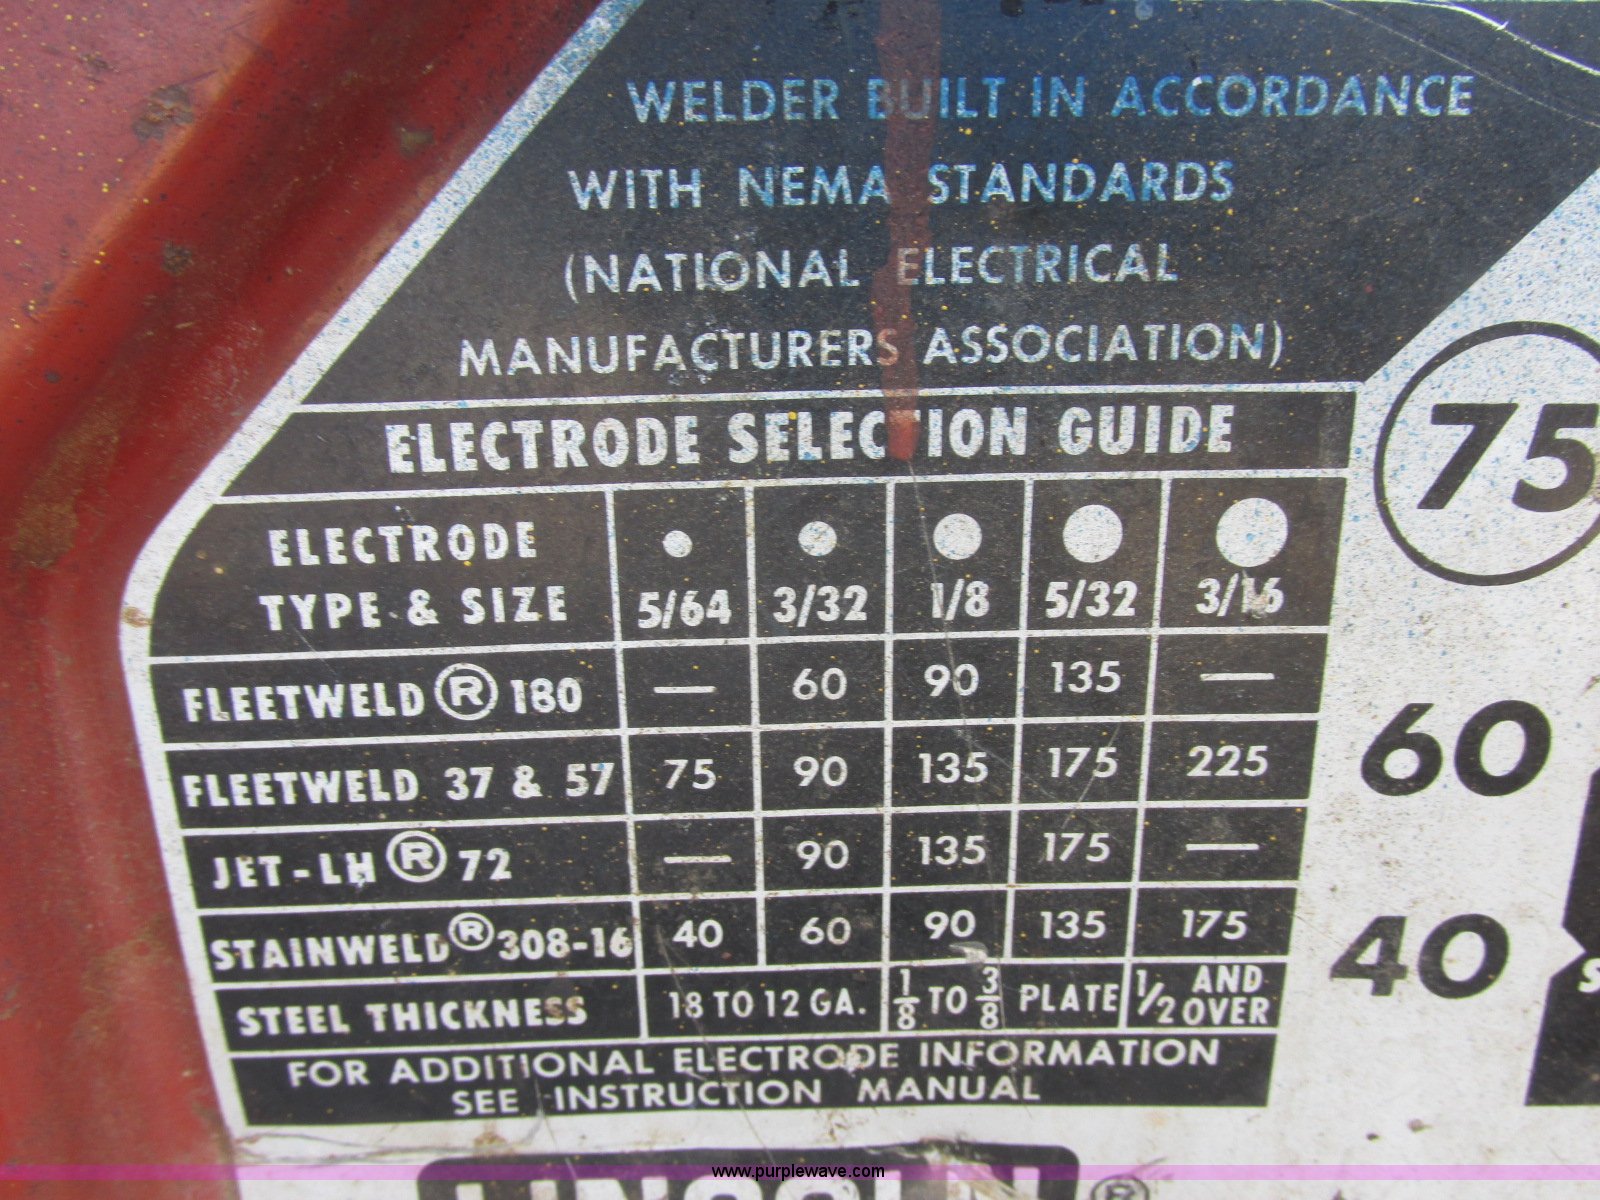 WELDER BUILT IN ACCORDANCE
WITH NEMA STANDARDS
(NATIONAL ELECTRICAL
MANUFACTURERS ASSOCIATION)
ELECTRODE SELECTION GUIDE
75
ELECTRODE
TYPE & SIZE 5/64 3/32 1/8 5/32 3/16
FLEETWELD ® 180 — 60 90 135 —
FLEETWELD 37 & 57 75 90 135 175 225
60
JET-LH ® 72 — 90 135 175 —
STAINWELD ® 308-16 40 60 90 135 175
40
STEEL THICKNESS 18 TO 12 GA. 1/8 TO 3/8 PLATE 1/2 AND OVER
FOR ADDITIONAL ELECTRODE INFORMATION
SEE INSTRUCTION MANUAL
LINCOLN ®
www.purplewave.com